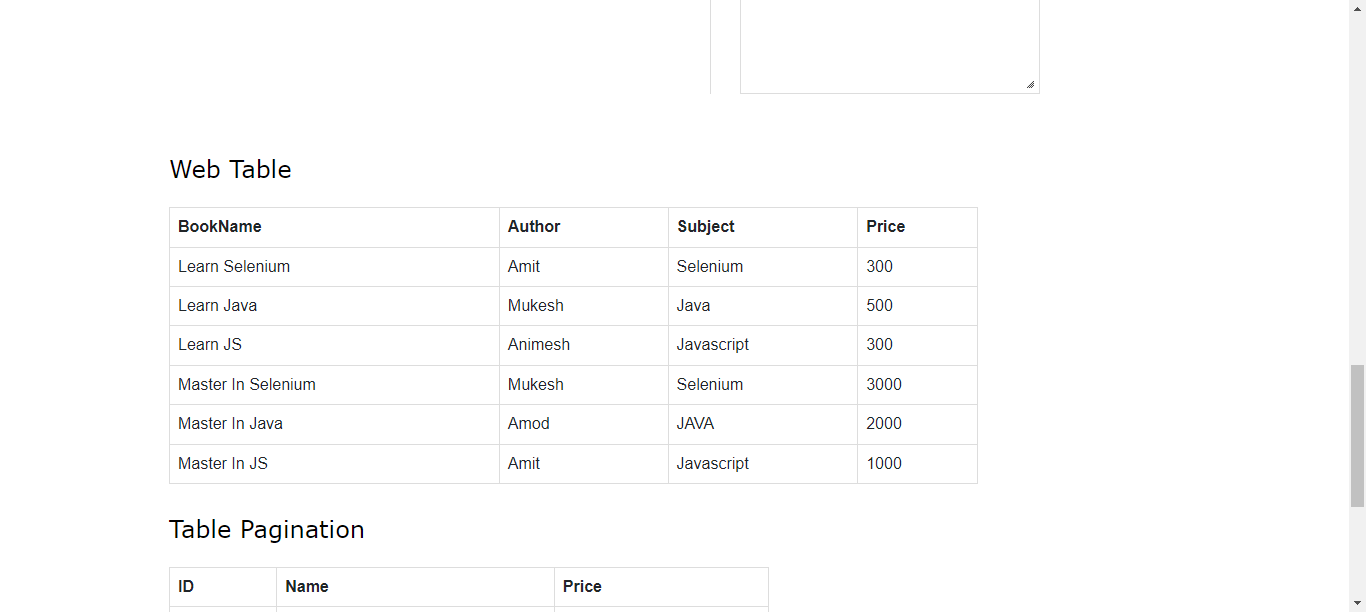 Web Table
BookName Author Subject Price
Learn Selenium Amit Selenium 300
Learn Java Mukesh Java 500
Learn JS Animesh Javascript 300
Master In Selenium Mukesh Selenium 3000
Master In Java Amod JAVA 2000
Master In JS Amit Javascript 1000
Table Pagination
ID Name Price